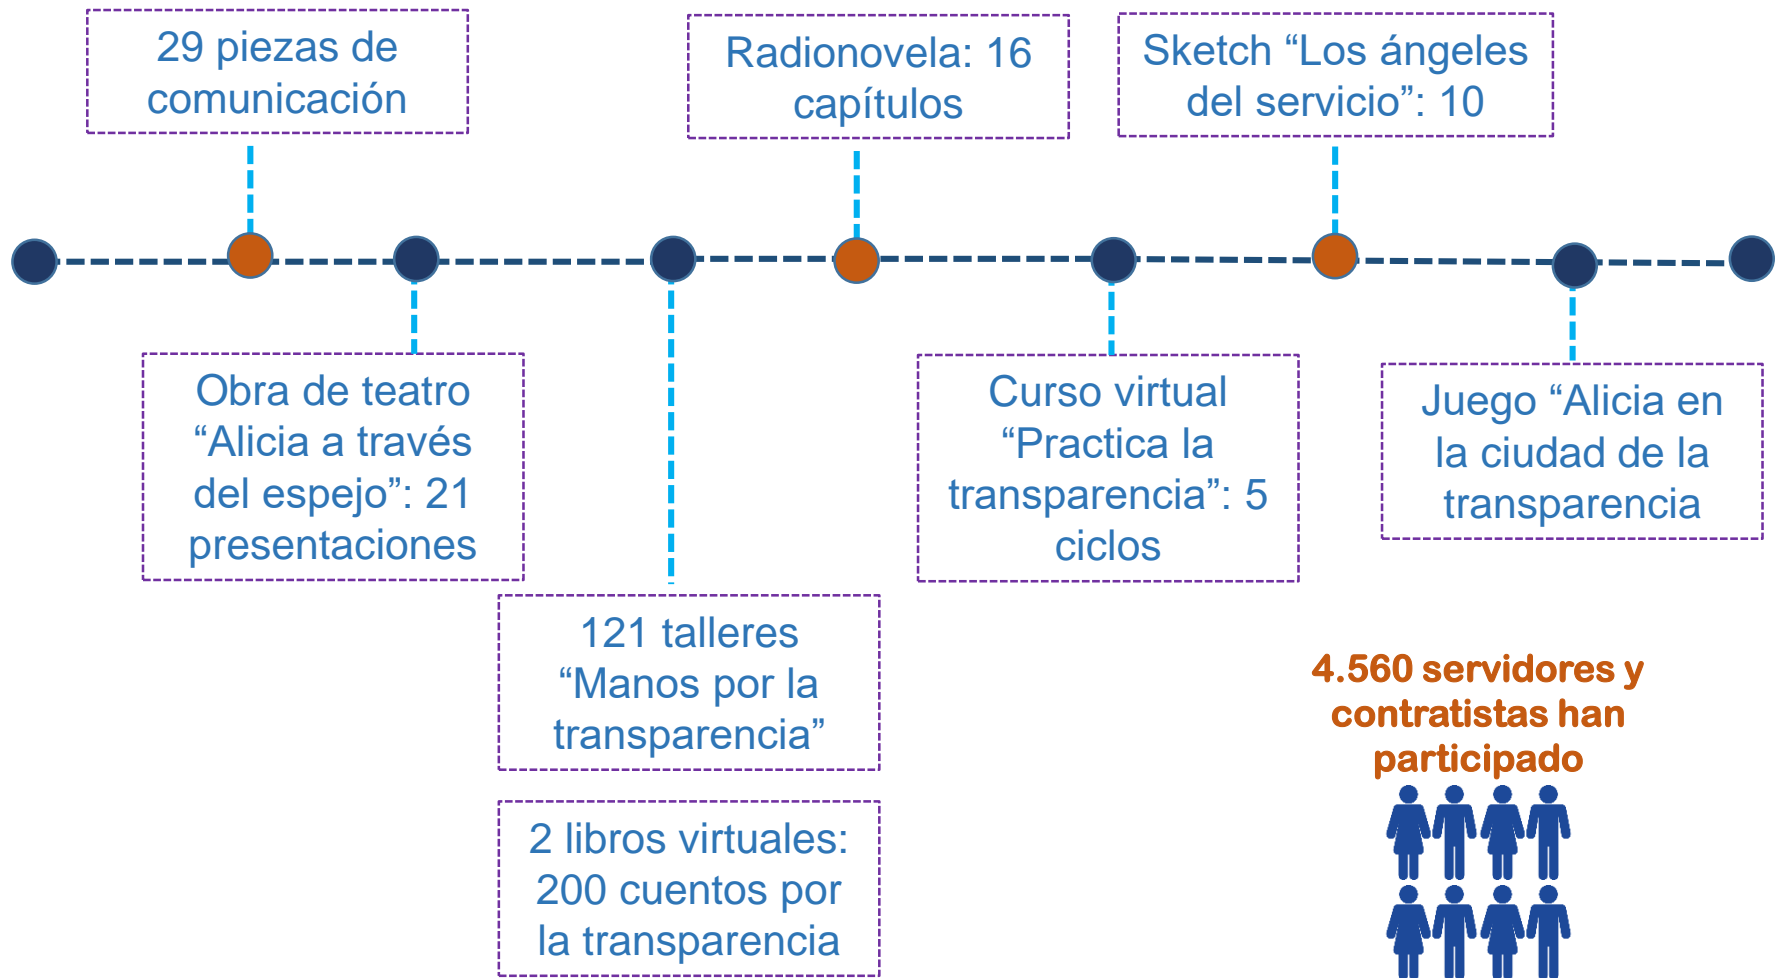 29 piezas de
comunicación
Radionovela: 16
capítulos
Sketch “Los ángeles
del servicio”: 10
Obra de teatro
“Alicia a través
del espejo”: 21
presentaciones
121 talleres
“Manos por la
transparencia”
2 libros virtuales:
200 cuentos por
la transparencia
Curso virtual
“Practica la
transparencia”: 5
ciclos
Juego “Alicia en
la ciudad de la
transparencia
4.560 servidores y
contratistas han
participado